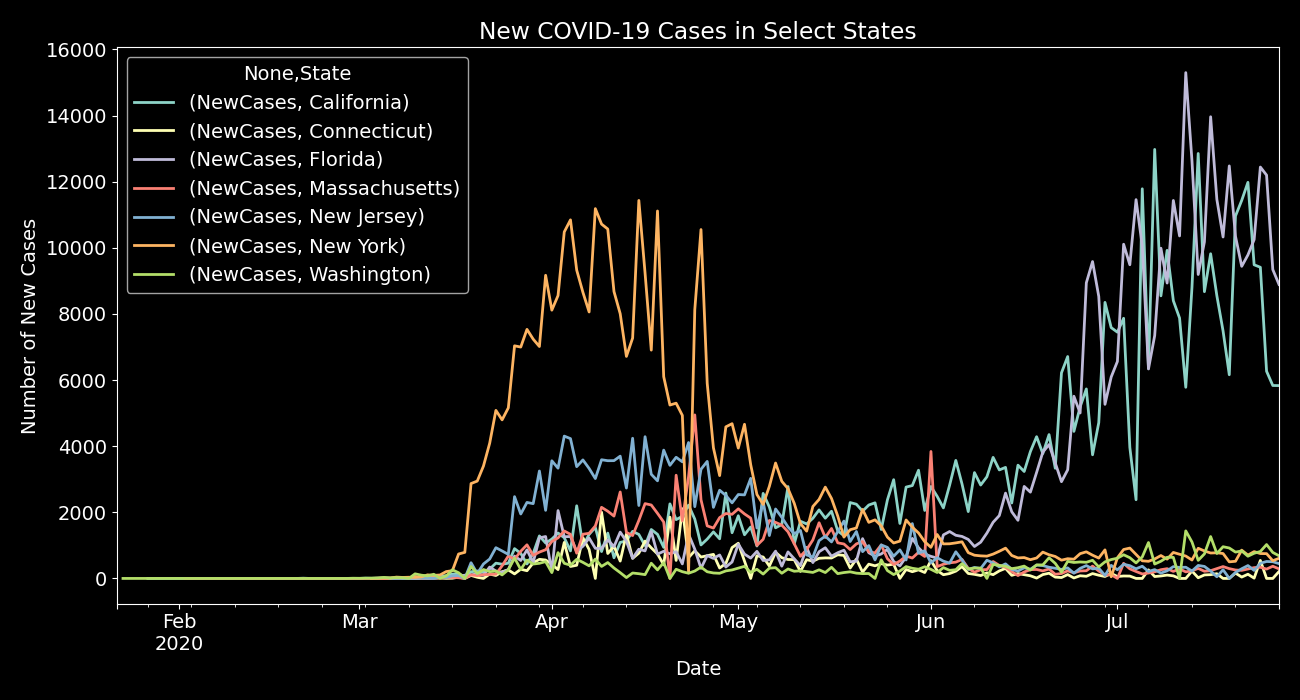 New COVID-19 Cases in Select States
16000
14000
12000
10000
8000
6000
4000
2000
0
Number of New Cases
None,State
(NewCases, California)
(NewCases, Connecticut)
(NewCases, Florida)
(NewCases, Massachusetts)
(NewCases, New Jersey)
(NewCases, New York)
(NewCases, Washington)
Feb Mar Apr May Jun Jul
2020
Date